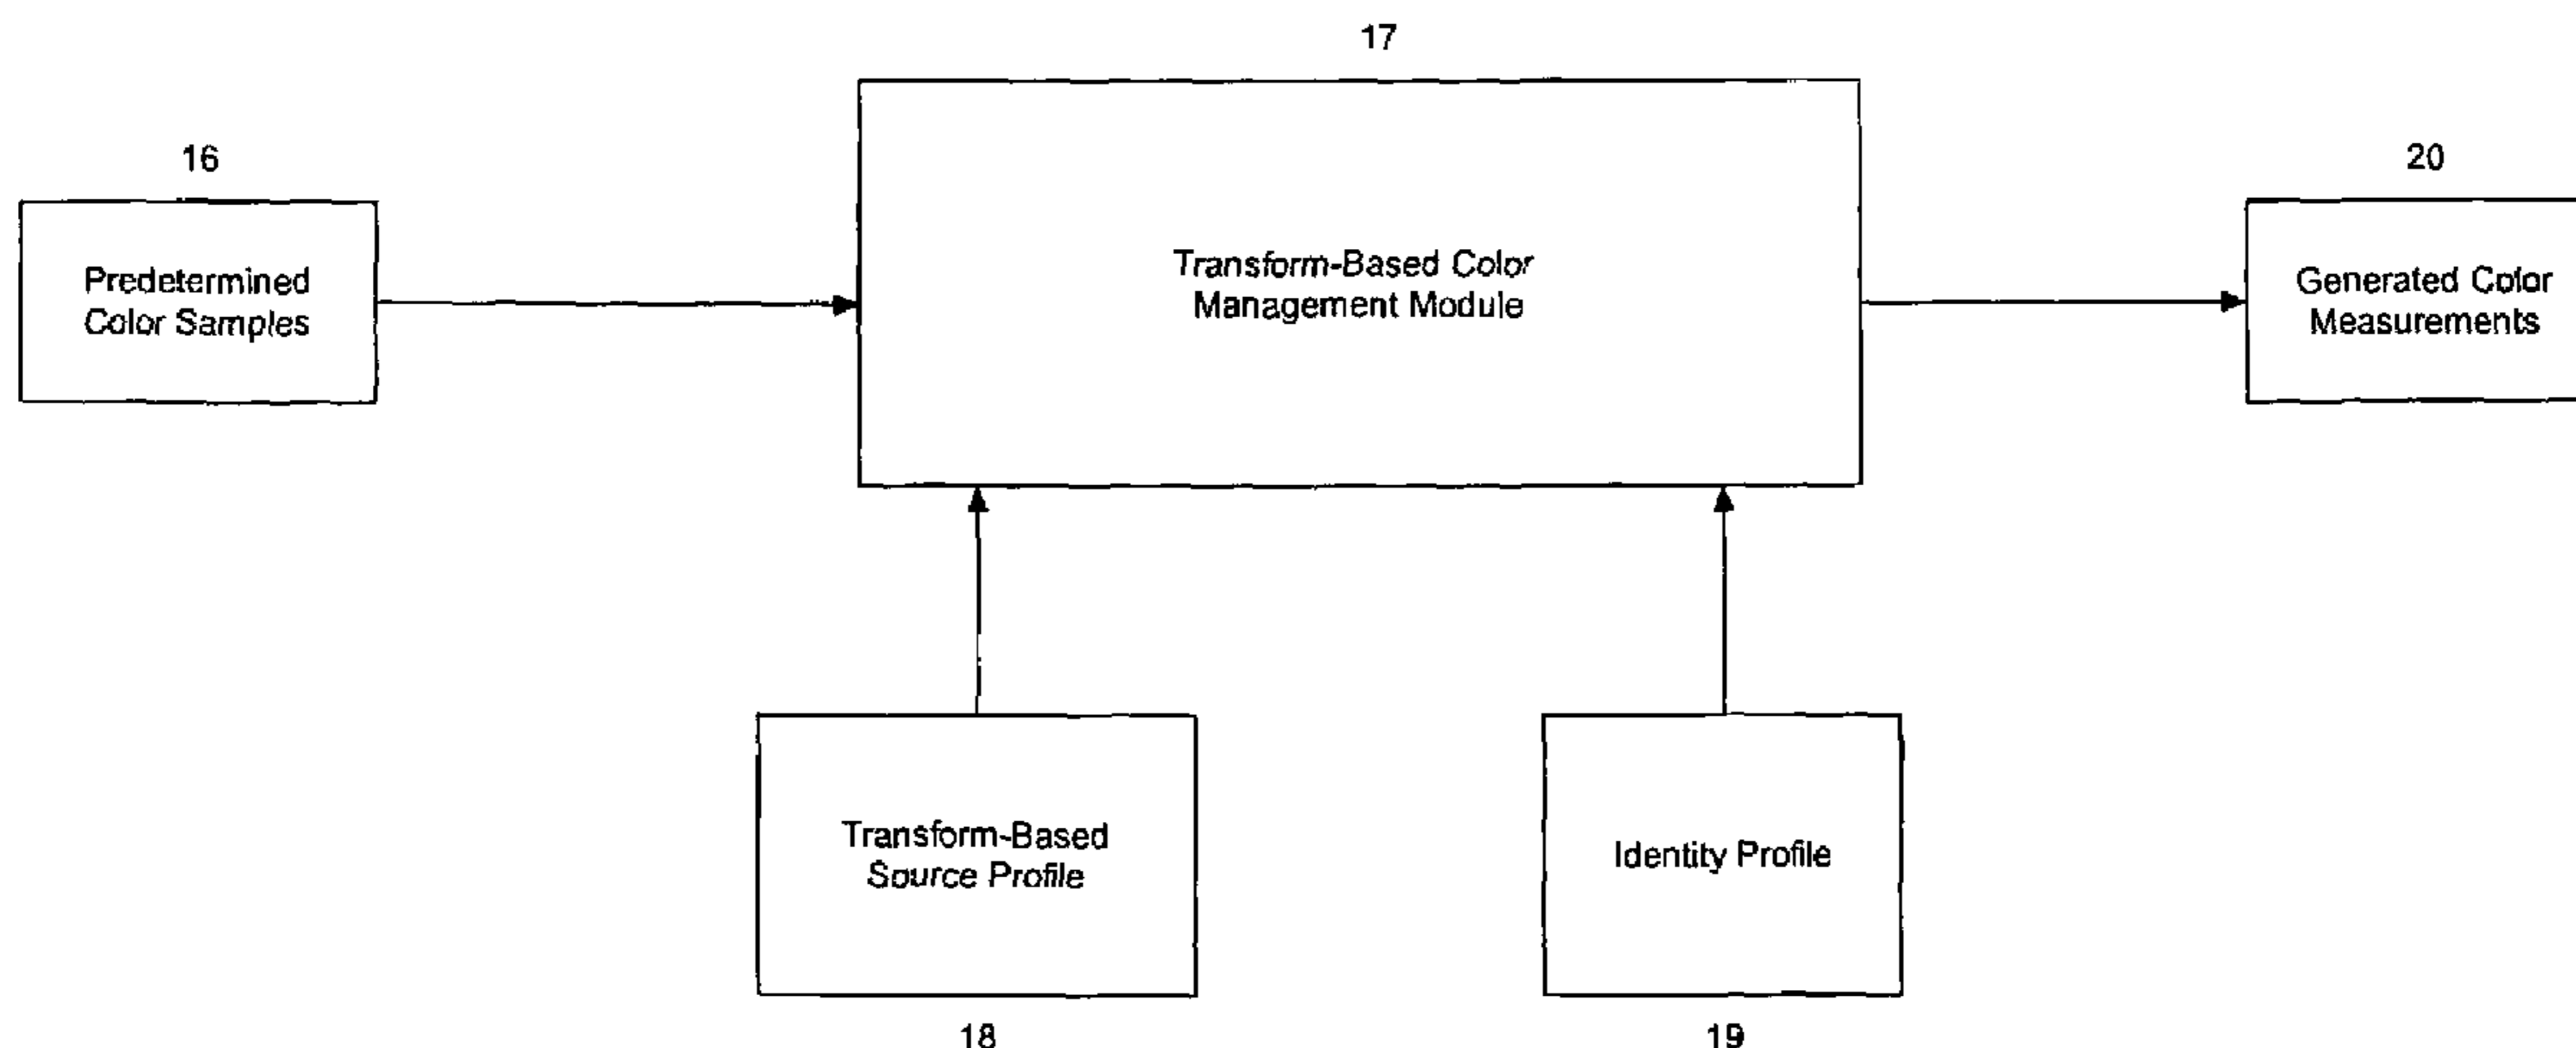 17
16
20
Predetermined
Color Samples
Transform-Based Color
Management Module
Generated Color
Measurements
Transform-Based
Source Profile
Identity Profile
18
19